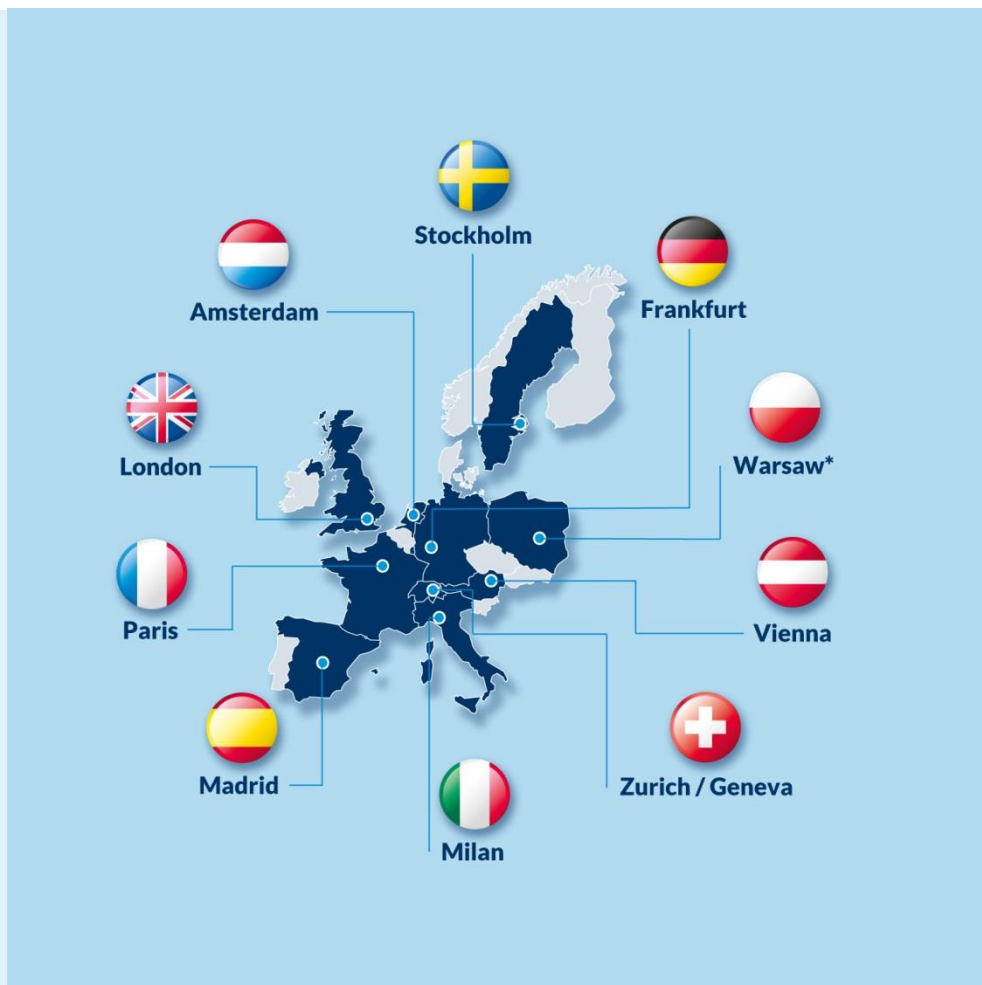 Stockholm
Amsterdam
Frankfurt
London
Warsaw*
Paris
Vienna
Madrid
Zurich / Geneva
Milan